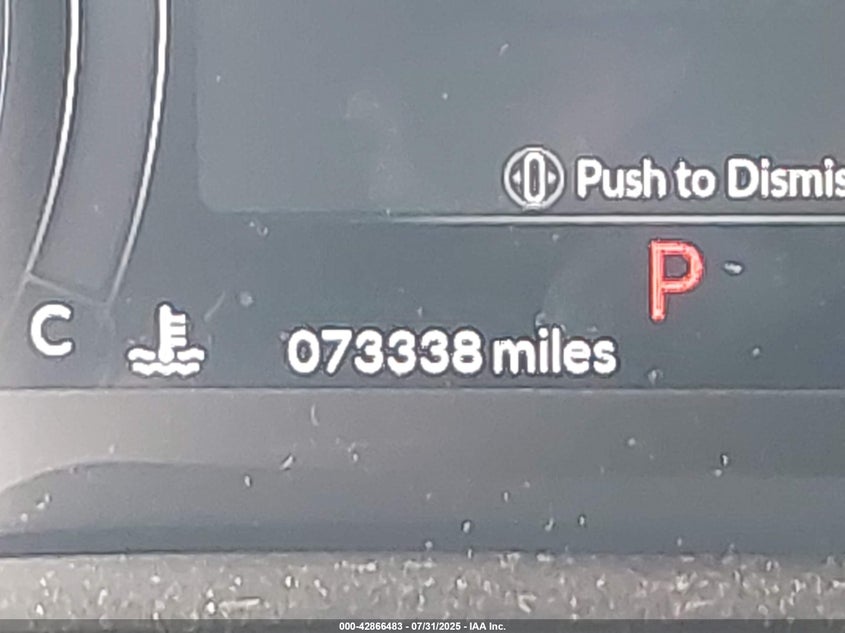 Push to Dismis
P
C
073338 miles
000-42866483 - 07/31/2025 - IAA Inc.